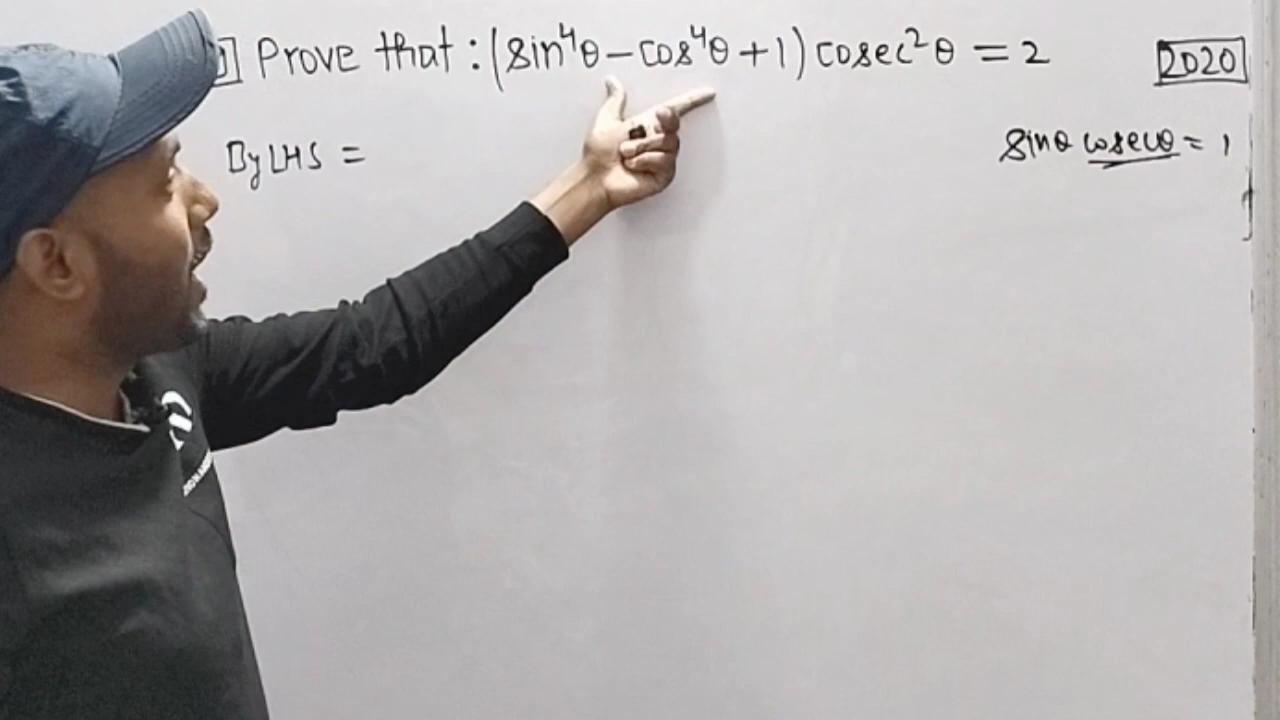 Prove that : (sin⁴θ – cos⁴θ + 1) cosec²θ = 2
2020
By LHS =
sinθ cosecθ = 1